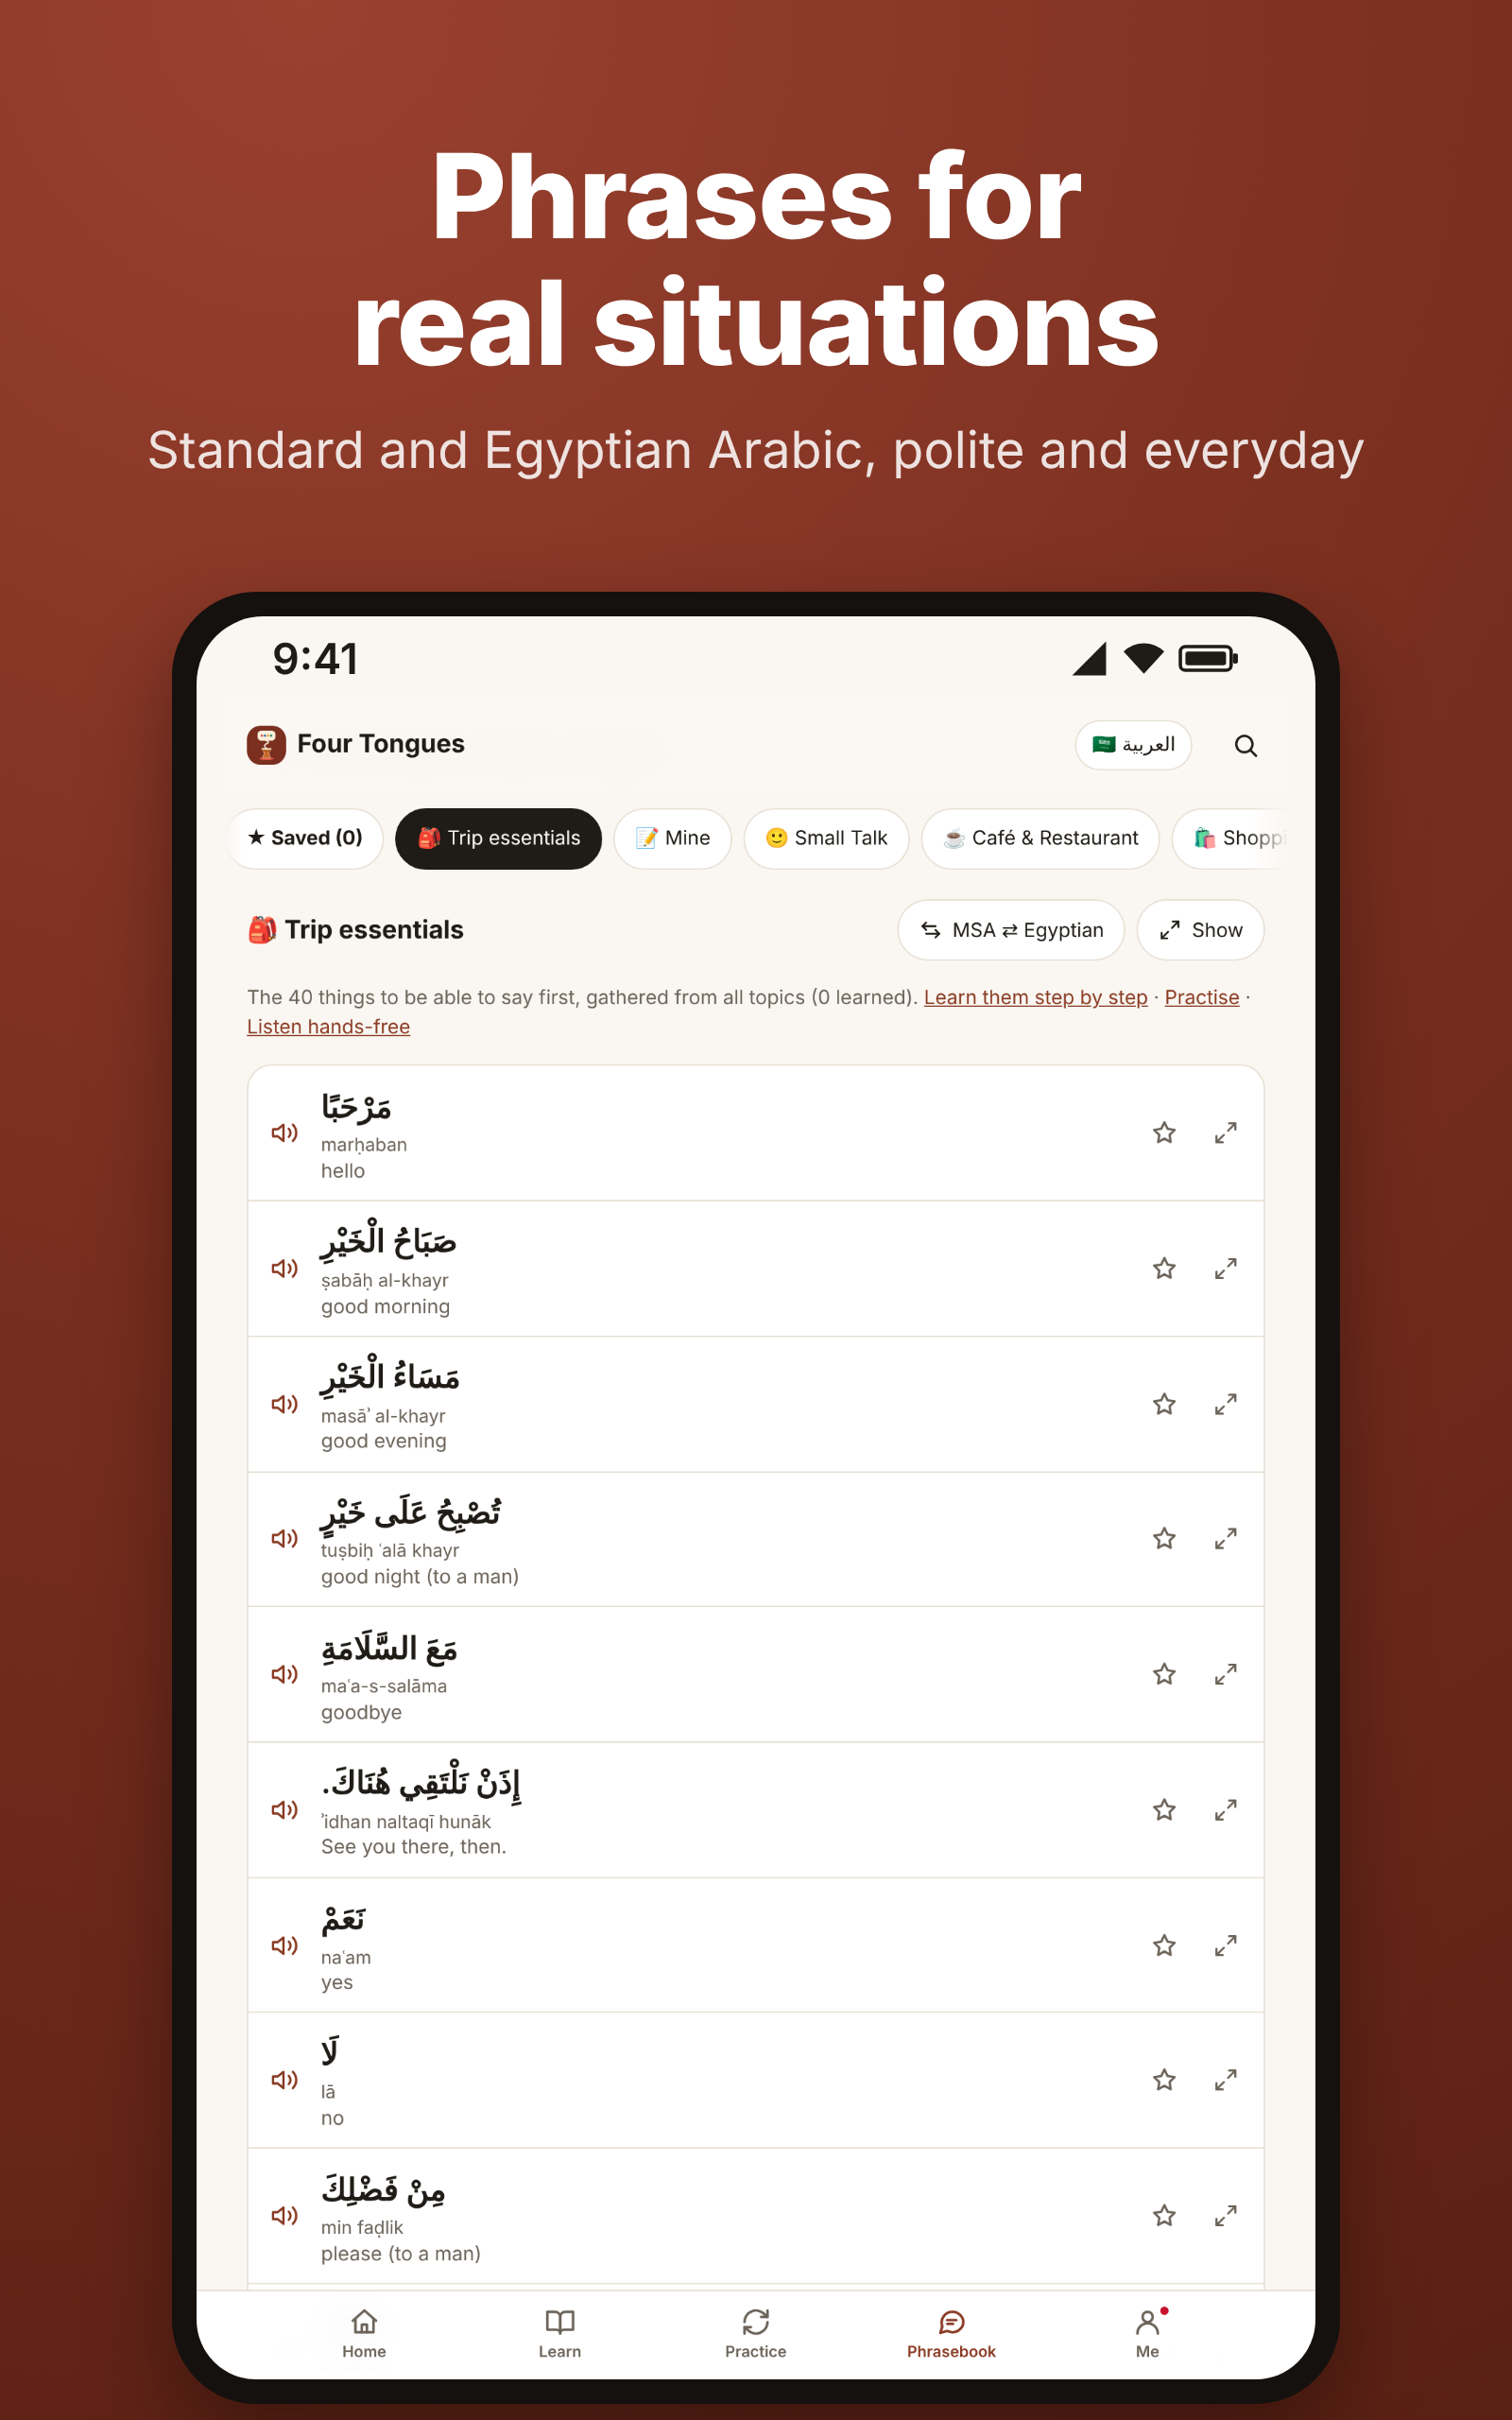 Phrases for
real situations
Standard and Egyptian Arabic, polite and everyday
9:41
Four Tongues
العربية
★ Saved (0)
Trip essentials
Mine
Small Talk
Café & Restaurant
Shoppi
Trip essentials
MSA ⇄ Egyptian
Show
The 40 things to be able to say first, gathered from all topics (0 learned). Learn them step by step · Practise ·
Listen hands-free
مَرْحَبًا
marḥaban
hello
صَبَاحُ الْخَيْرِ
ṣabāḥ al-khayr
good morning
مَسَاءُ الْخَيْرِ
masāʾ al-khayr
good evening
تُصْبِحُ عَلَى خَيْرٍ
tuṣbiḥ ʿalā khayr
good night (to a man)
مَعَ السَّلَامَةِ
maʿa-s-salāma
goodbye
إِذَنْ نَلْتَقِي هُنَاكَ.
ʾidhan naltaqī hunāk
See you there, then.
نَعَمْ
naʿam
yes
لَا
lā
no
مِنْ فَضْلِكَ
min faḍlik
please (to a man)
Home
Learn
Practice
Phrasebook
Me